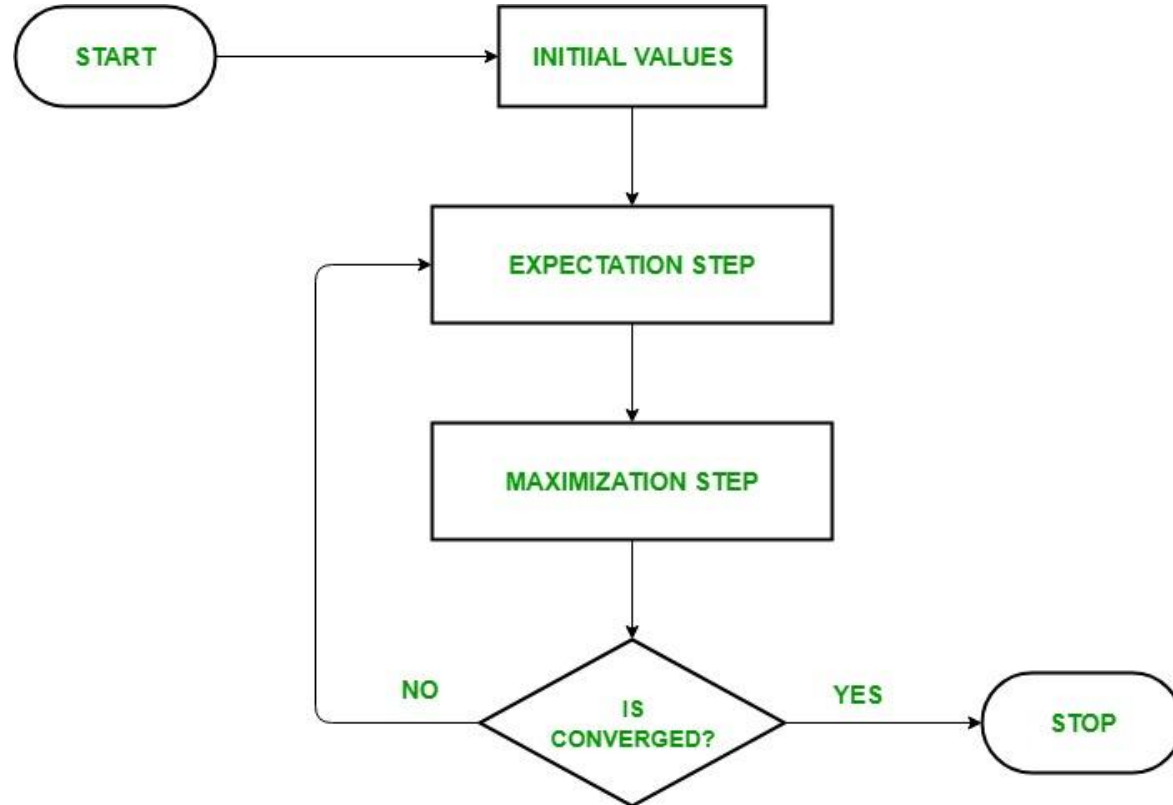 START
INITIIAL VALUES
EXPECTATION STEP
MAXIMIZATION STEP
NO
IS
CONVERGED?
YES
STOP